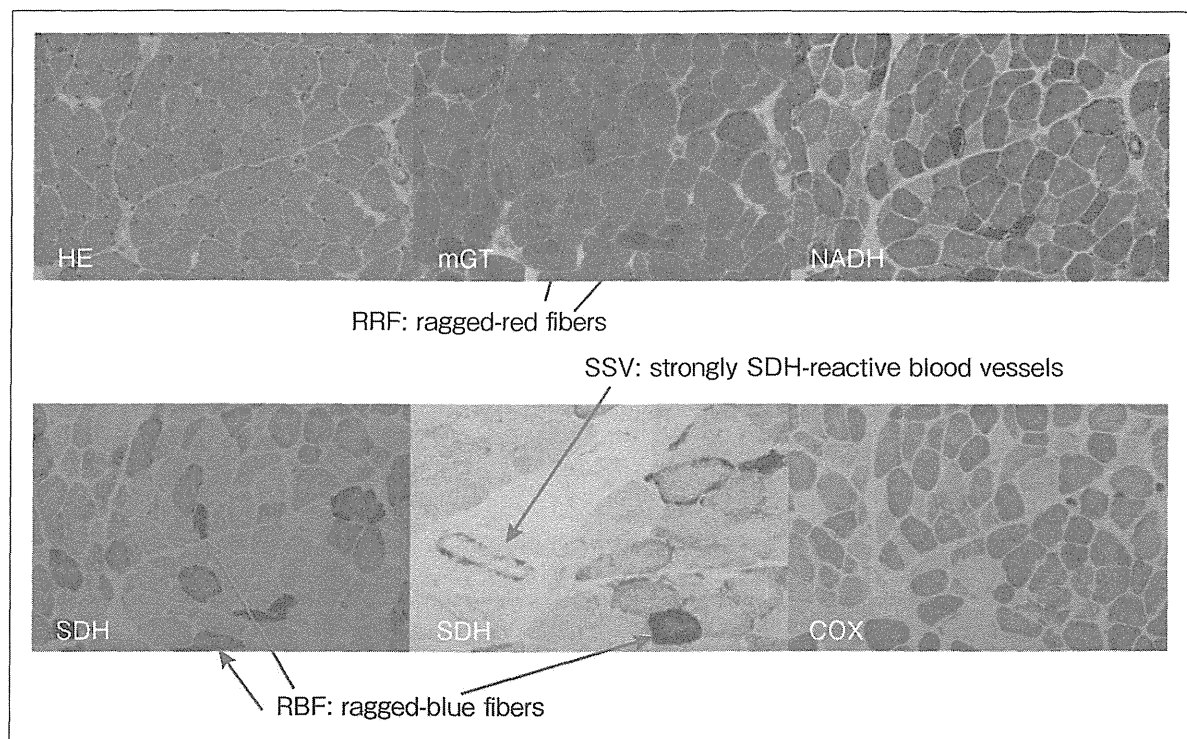 HE
mGT
NADH
RRF: ragged-red fibers
SSV: strongly SDH-reactive blood vessels
SDH
SDH
COX
RBF: ragged-blue fibers